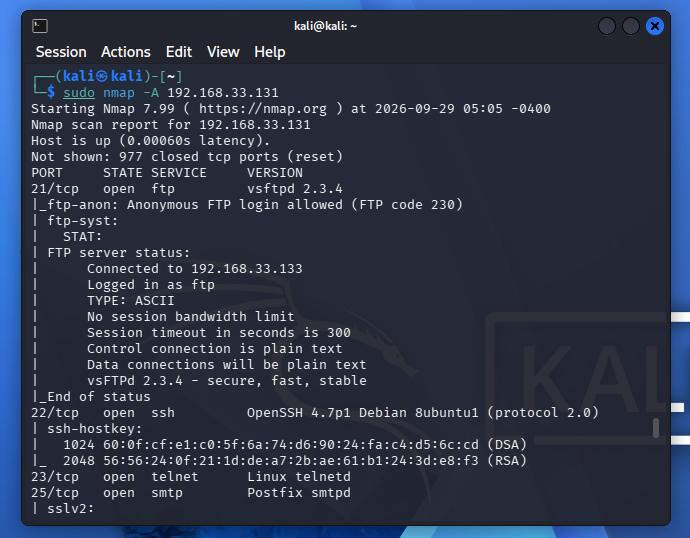 kali@kali: ~
Session Actions Edit View Help
┌──(kali㉿kali)-[~]
└─$ sudo nmap -A 192.168.33.131
Starting Nmap 7.99 ( https://nmap.org ) at 2026-09-29 05:05 -0400
Nmap scan report for 192.168.33.131
Host is up (0.00060s latency).
Not shown: 977 closed tcp ports (reset)
PORT     STATE SERVICE     VERSION
21/tcp   open  ftp         vsftpd 2.3.4
|_ftp-anon: Anonymous FTP login allowed (FTP code 230)
| ftp-syst:
|   STAT:
| FTP server status:
|      Connected to 192.168.33.133
|      Logged in as ftp
|      TYPE: ASCII
|      No session bandwidth limit
|      Session timeout in seconds is 300
|      Control connection is plain text
|      Data connections will be plain text
|      vsFTPd 2.3.4 - secure, fast, stable
|_End of status
22/tcp   open  ssh         OpenSSH 4.7p1 Debian 8ubuntu1 (protocol 2.0)
| ssh-hostkey:
|   1024 60:0f:cf:e1:c0:5f:6a:74:d6:90:24:fa:c4:d5:6c:cd (DSA)
|_  2048 56:56:24:0f:21:1d:de:a7:2b:ae:61:b1:24:3d:e8:f3 (RSA)
23/tcp   open  telnet      Linux telnetd
25/tcp   open  smtp        Postfix smtpd
| sslv2:
KAL